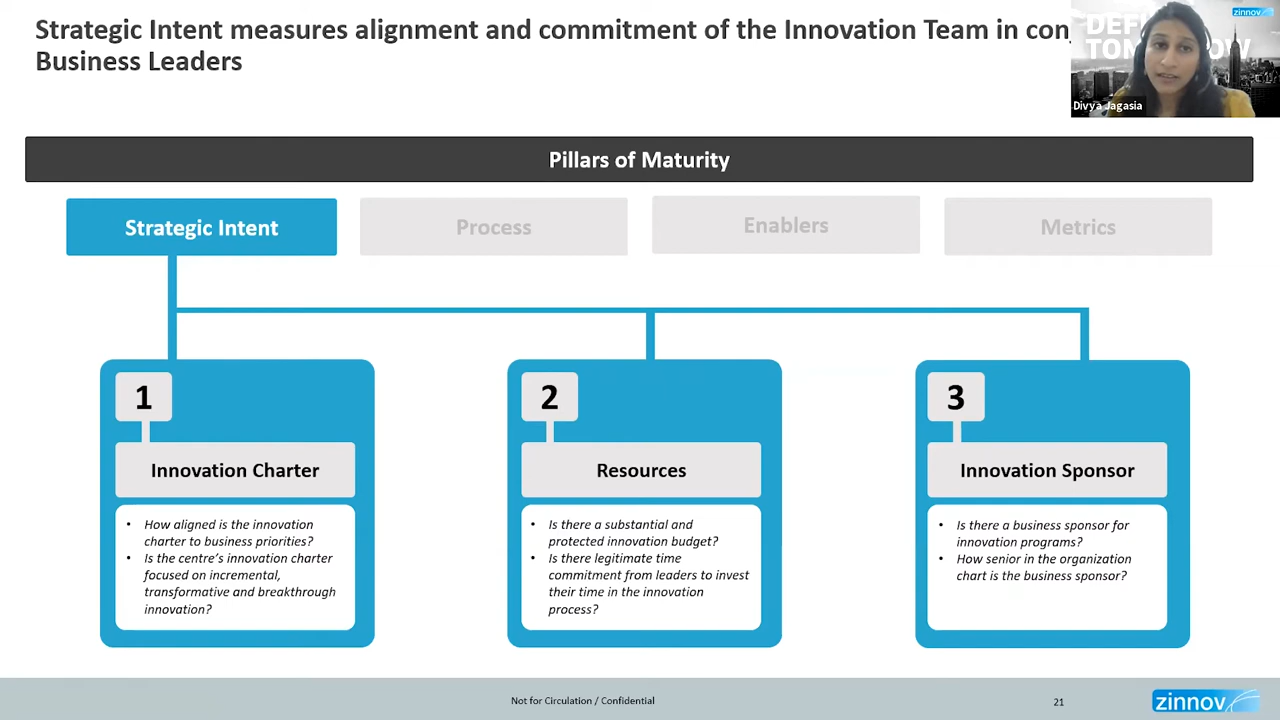 Strategic Intent measures alignment and commitment of the Innovation Team in
Business Leaders
zinnov
Divya Jagasia
Pillars of Maturity
Strategic Intent
Process
Enablers
Metrics
1
Innovation Charter
• How aligned is the innovation
charter to business priorities?
• Is the centre's innovation charter
focused on incremental,
transformative and breakthrough
innovation?
2
Resources
• Is there a substantial and
protected innovation budget?
• Is there legitimate time
commitment from leaders to invest
their time in the innovation
process?
3
Innovation Sponsor
• Is there a business sponsor for
innovation programs?
• How senior in the organization
chart is the business sponsor?
Not for Circulation / Confidential
21
zinnov